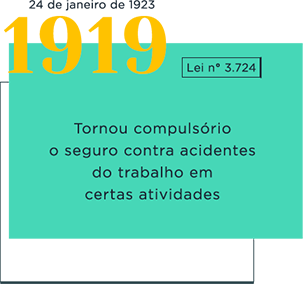 24 de janeiro de 1923
1919
Lei n° 3.724
Tornou compulsório
o seguro contra acidentes
do trabalho em
certas atividades